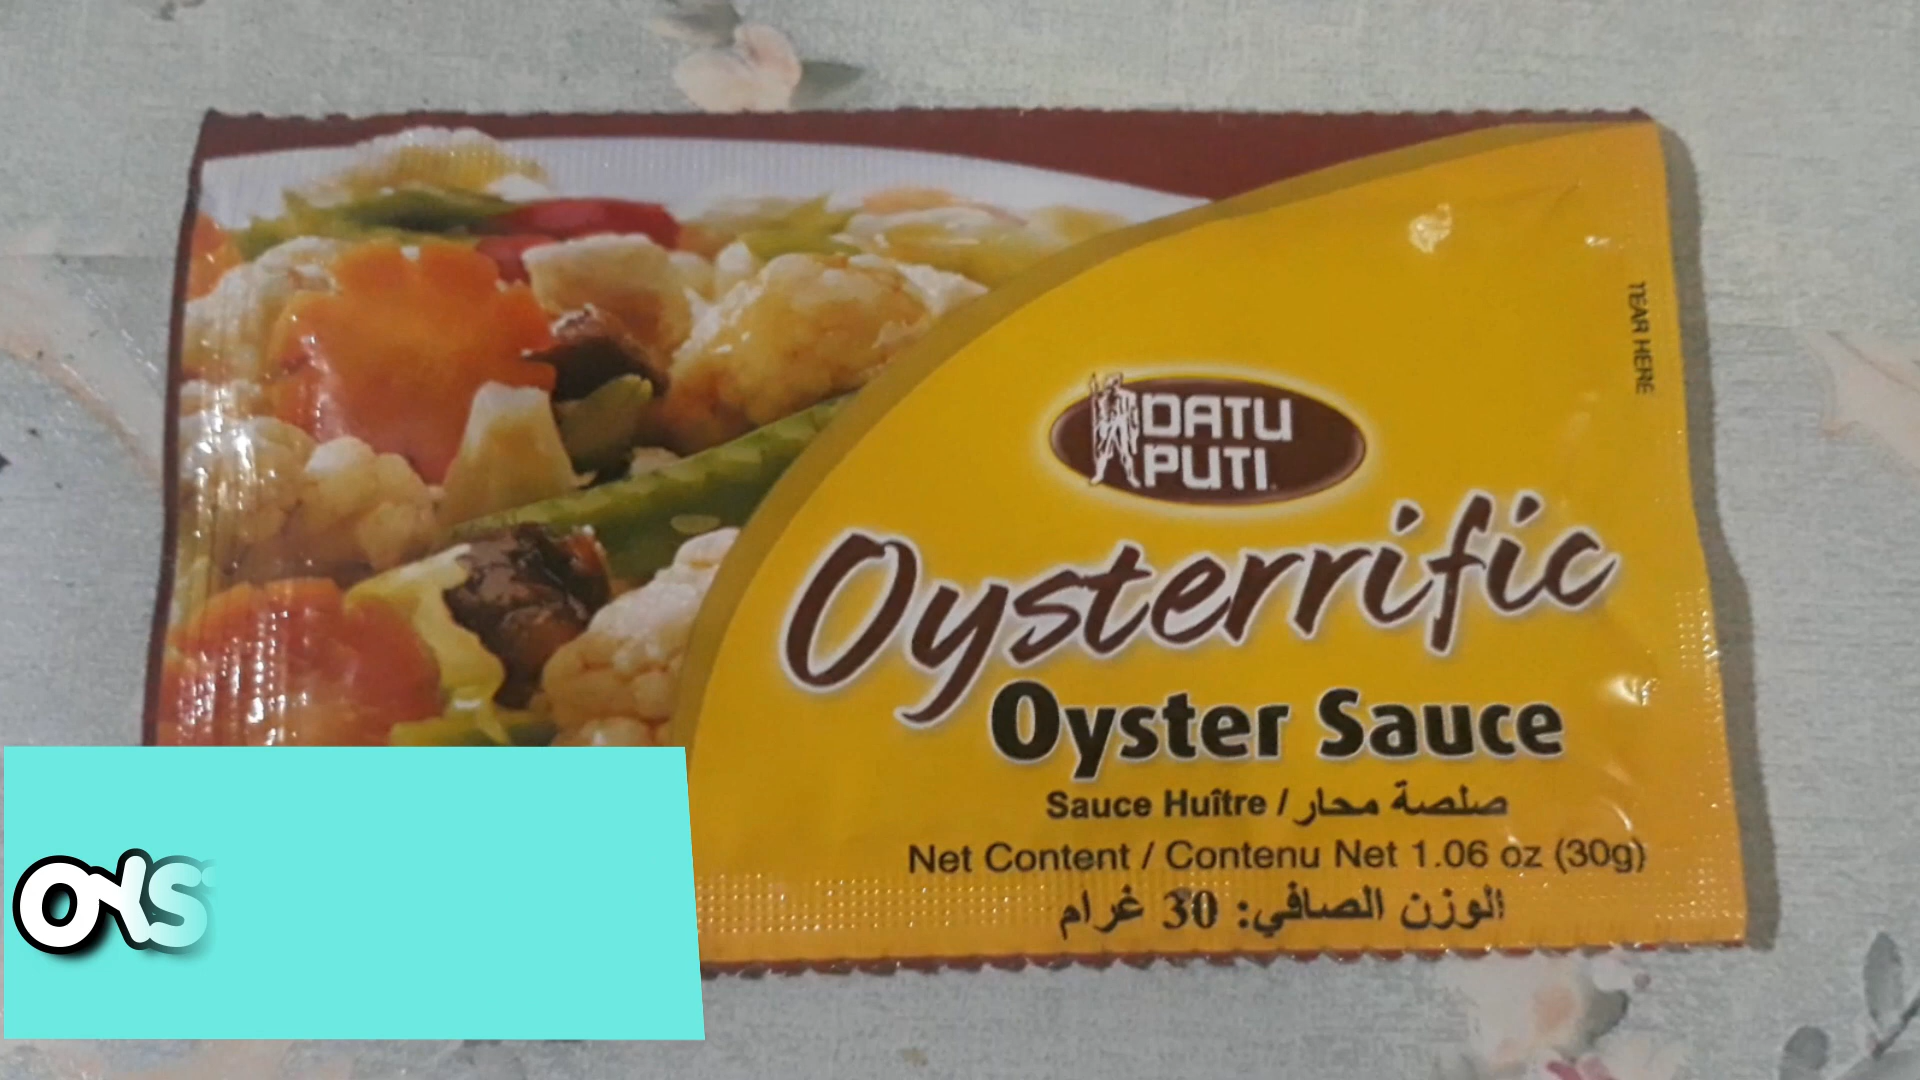 TEAR HERE
DATU
PUTI
Oysterrific
Oyster Sauce
Sauce Huître / صلصة محار
Net Content / Contenu Net 1.06 oz (30g)
الوزن الصافي: 30 غرام
OYS